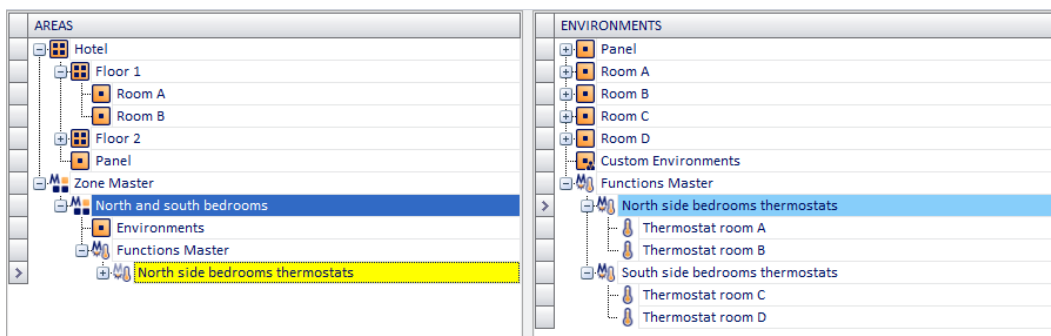 AREAS
Hotel
Floor 1
Room A
Room B
Floor 2
Panel
Zone Master
North and south bedrooms
Environments
Functions Master
North side bedrooms thermostats
ENVIRONMENTS
Panel
Room A
Room B
Room C
Room D
Custom Environments
Functions Master
North side bedrooms thermostats
Thermostat room A
Thermostat room B
South side bedrooms thermostats
Thermostat room C
Thermostat room D